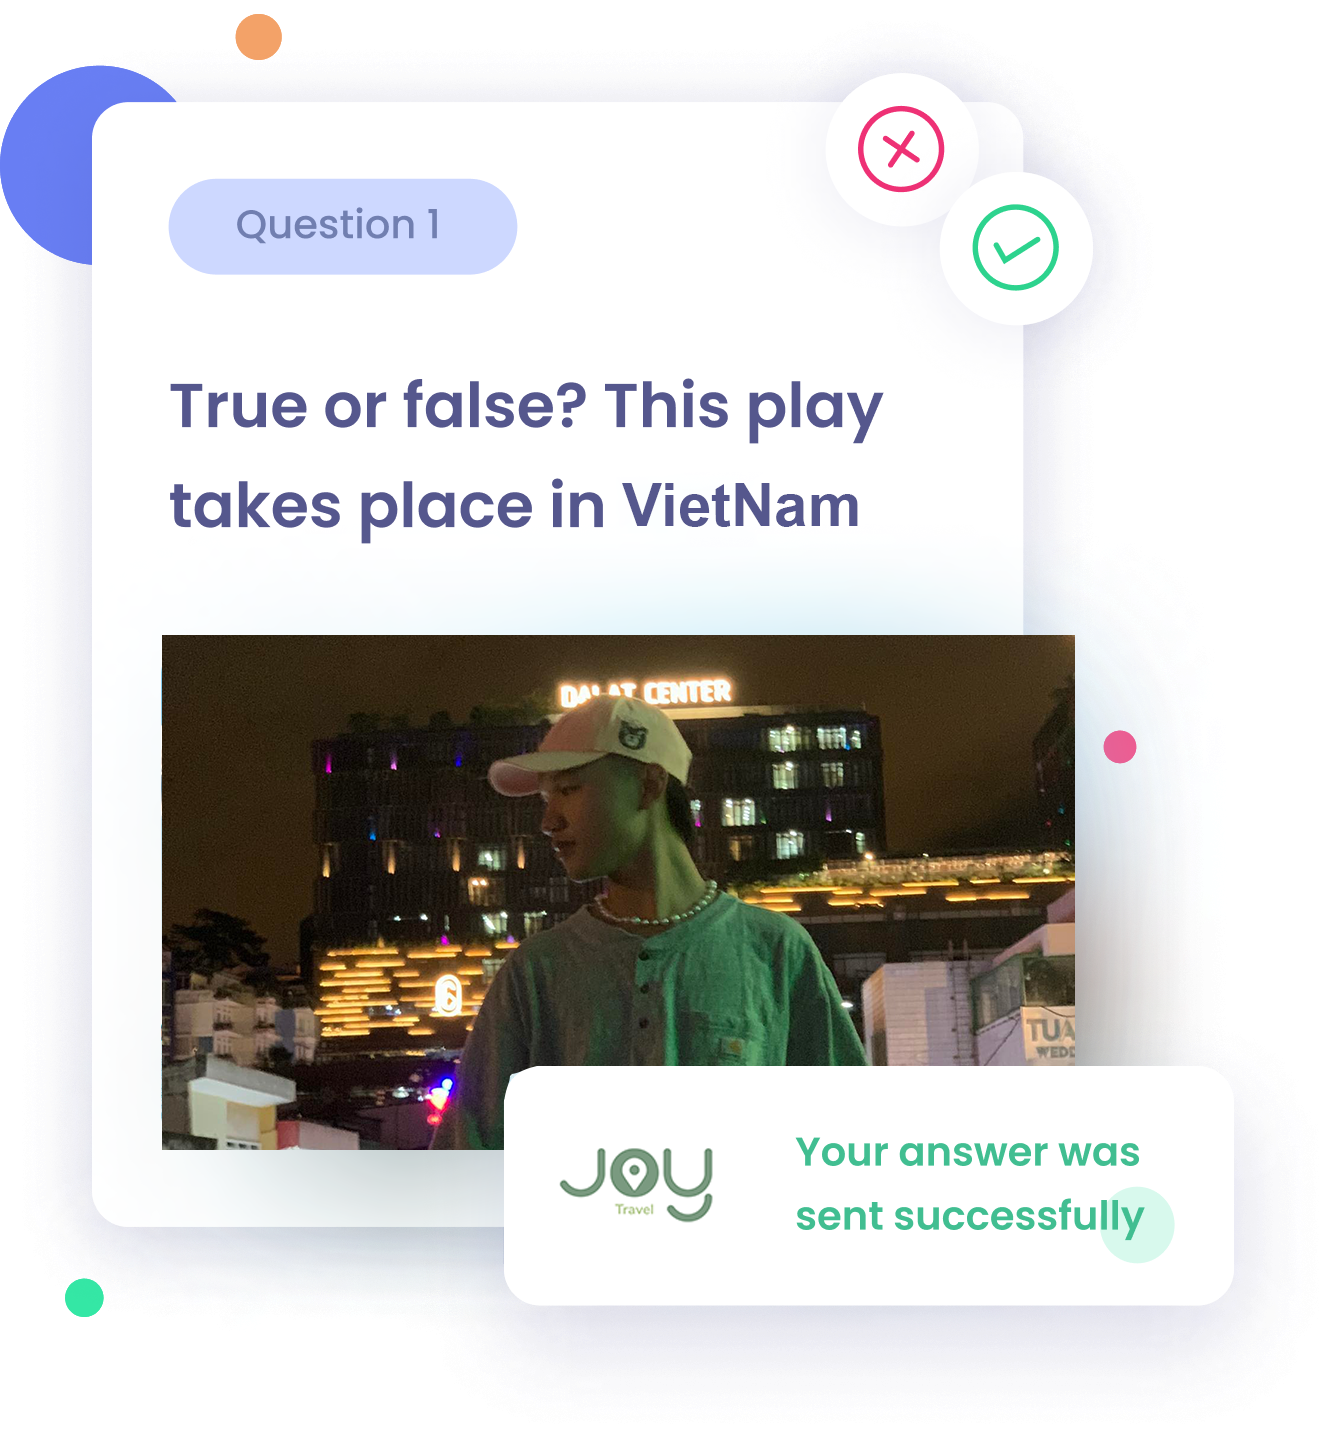 Question 1
True or false? This play
takes place in VietNam
DALAT CENTER
TUA
WEDD
JOY
Travel
Your answer was
sent successfully